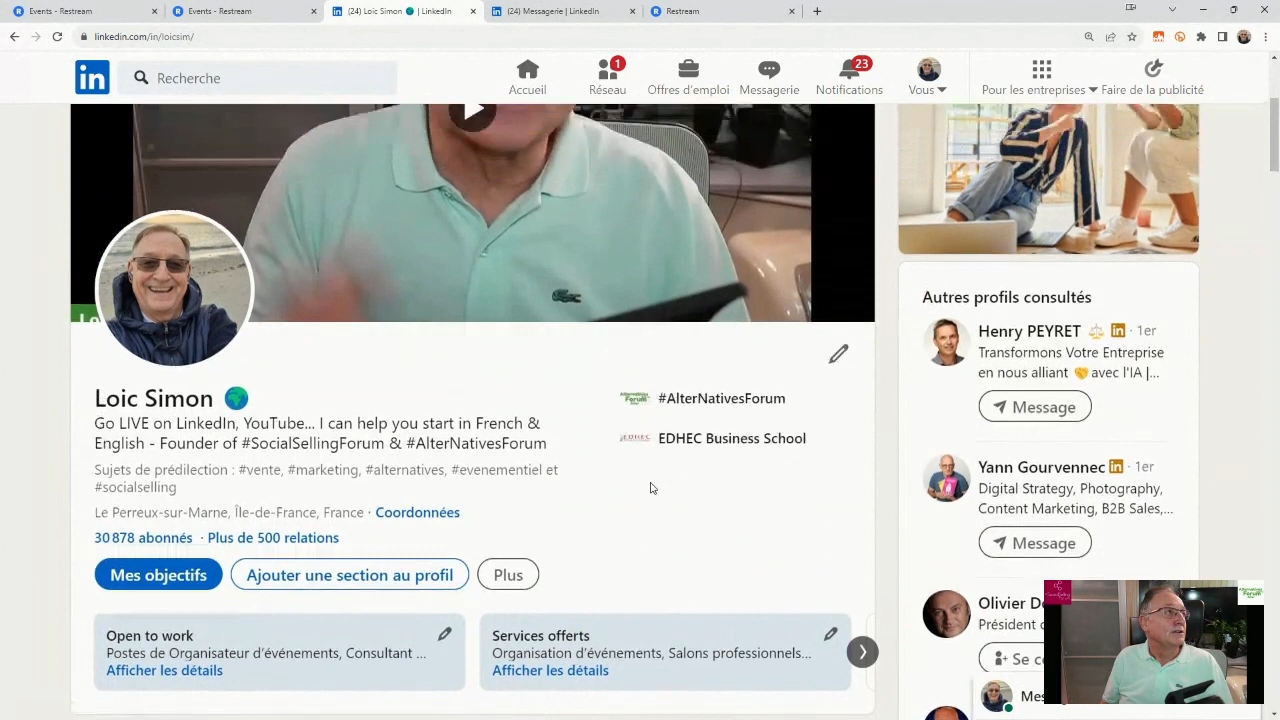 Events - Restream
Events - Restream
(24) Loic Simon | LinkedIn
(24) Messagerie | LinkedIn
Restream
linkedin.com/in/loicsim/
in
Recherche
Accueil
1
Réseau
Offres d'emploi
Messagerie
23
Notifications
Vous
Pour les entreprises
Faire de la publicité
Loic Simon
Go LIVE on LinkedIn, YouTube... I can help you start in French &
English - Founder of #SocialSellingForum & #AlterNativesForum
Sujets de prédilection : #vente, #marketing, #alternatives, #evenementiel et
#socialselling
Le Perreux-sur-Marne, Île-de-France, France · Coordonnées
30 878 abonnés · Plus de 500 relations
Mes objectifs
Ajouter une section au profil
Plus
#AlterNativesForum
EDHEC
EDHEC Business School
Open to work
Postes de Organisateur d'événements, Consultant ...
Afficher les détails
Services offerts
Organisation d'événements, Salons professionnels...
Afficher les détails
Autres profils consultés
Henry PEYRET in · 1er
Transformons Votre Entreprise
en nous alliant avec l'IA |...
Message
Yann Gourvennec in · 1er
Digital Strategy, Photography,
Content Marketing, B2B Sales,...
Message
Olivier D
Président
Se c
Mes